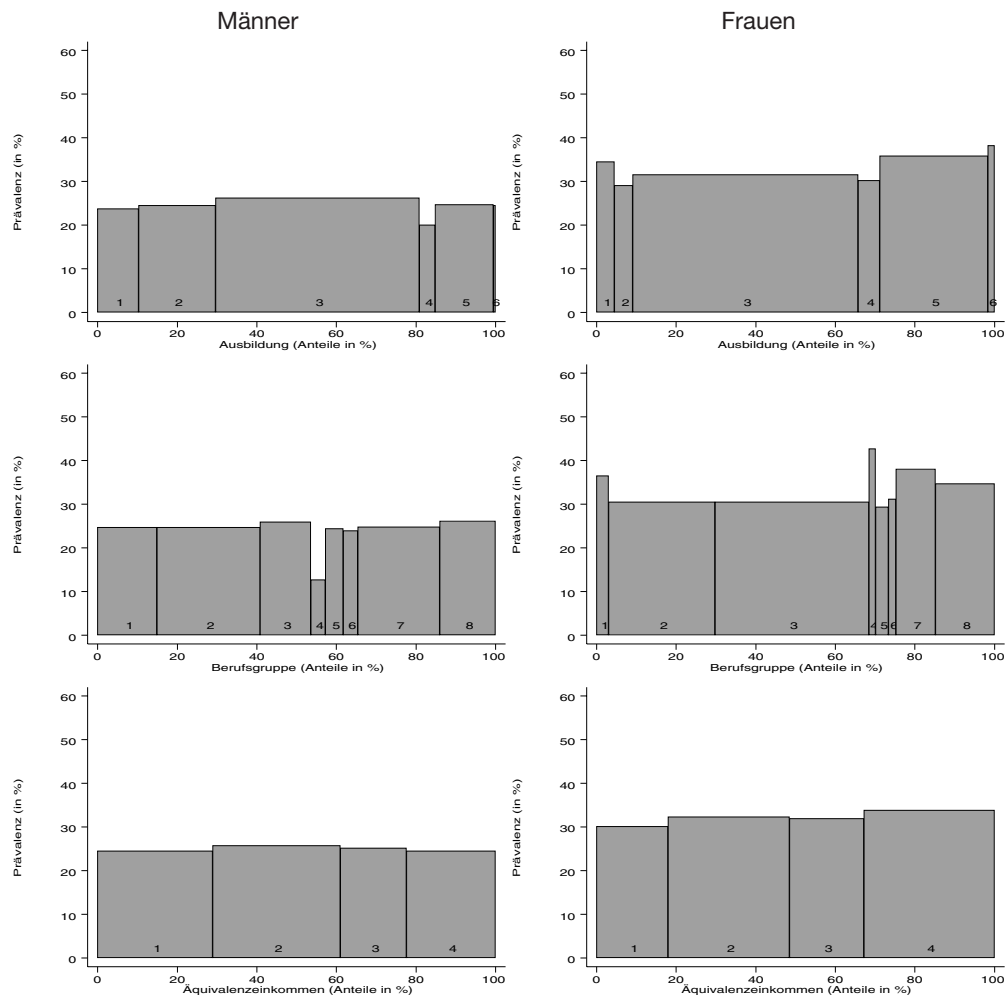 Männer
Frauen
60
50
40
30
20
10
0
Prävalenz (in %)
1 2 3 4 5 6
0 20 40 60 80 100
Ausbildung (Anteile in %)
60
50
40
30
20
10
0
Prävalenz (in %)
1 2 3 4 5 6
0 20 40 60 80 100
Ausbildung (Anteile in %)
60
50
40
30
20
10
0
Prävalenz (in %)
1 2 3 4 5 6 7 8
0 20 40 60 80 100
Berufsgruppe (Anteile in %)
60
50
40
30
20
10
0
Prävalenz (in %)
1 2 3 4 5 6 7 8
0 20 40 60 80 100
Berufsgruppe (Anteile in %)
60
50
40
30
20
10
0
Prävalenz (in %)
1 2 3 4
0 20 40 60 80 100
Äquivalenzeinkommen (Anteile in %)
60
50
40
30
20
10
0
Prävalenz (in %)
1 2 3 4
0 20 40 60 80 100
Äquivalenzeinkommen (Anteile in %)